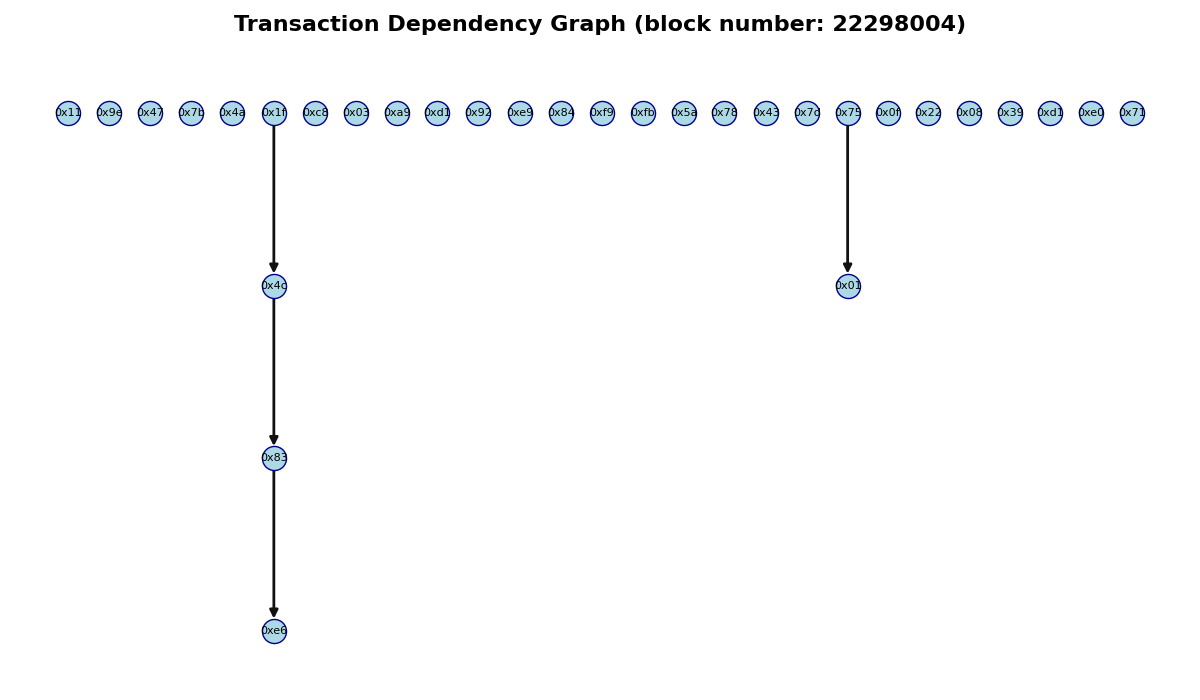 Transaction Dependency Graph (block number: 22298004)
0x11 0x9e 0x47 0x7b 0x4a 0x1f 0xc8 0x03 0xa9 0xd1 0x92 0xe9 0x84 0xf9 0xfb 0x5a 0x78 0x43 0x7d 0x75 0x0f 0x22 0x08 0x39 0xd1 0xe0 0x71
0x4c 0x01
0x83
0xe6